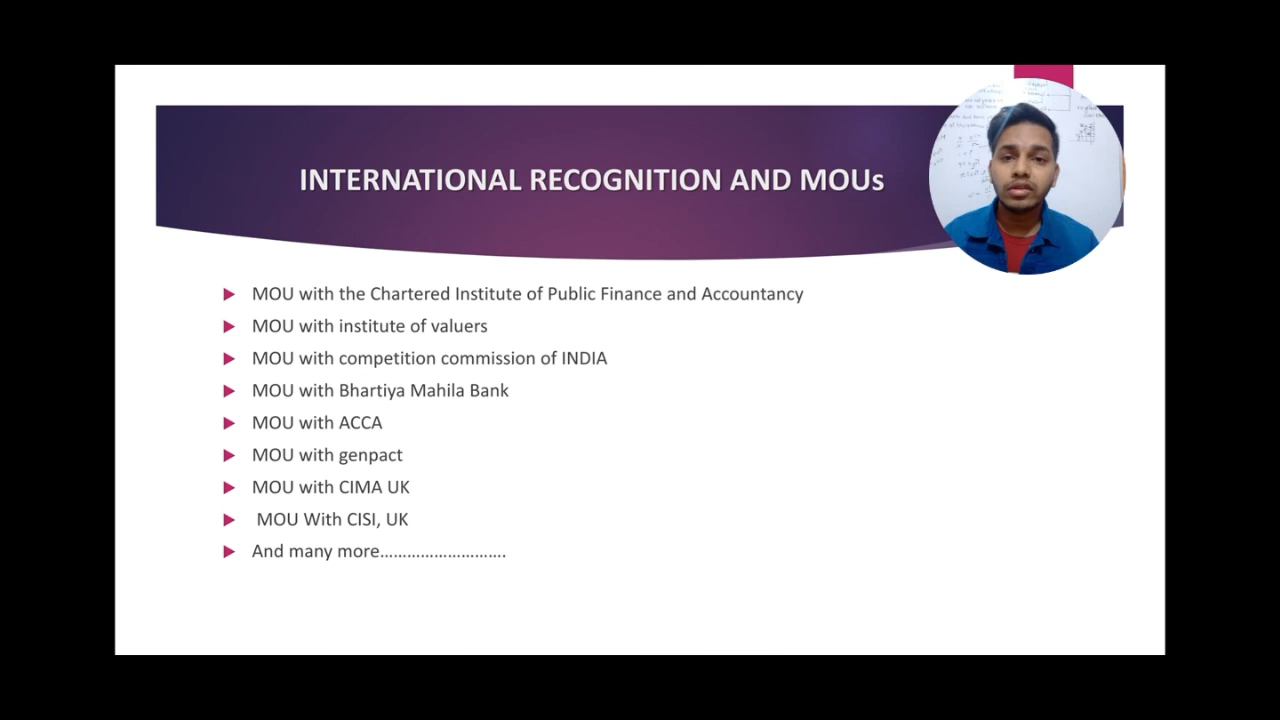 INTERNATIONAL RECOGNITION AND MOUs
MOU with the Chartered Institute of Public Finance and Accountancy
MOU with institute of valuers
MOU with competition commission of INDIA
MOU with Bhartiya Mahila Bank
MOU with ACCA
MOU with genpact
MOU with CIMA UK
MOU With CISI, UK
And many more……………………….